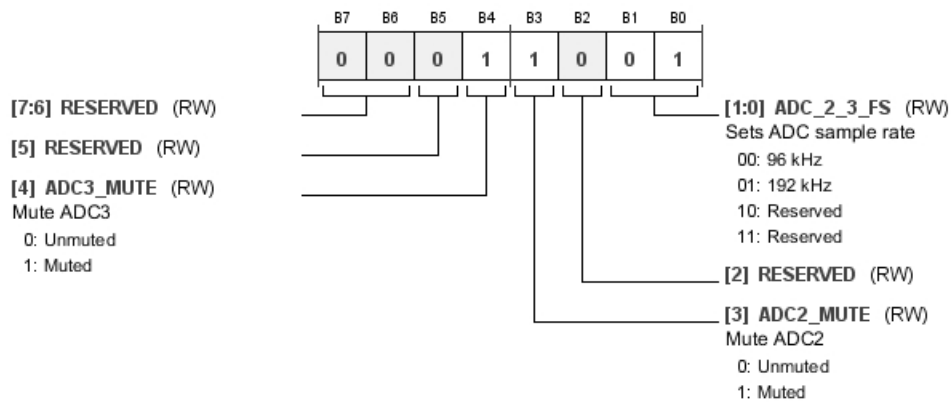 B7 B6 B5 B4 B3 B2 B1 B0
0 0 0 1 1 0 0 1
[7:6] RESERVED (RW)
[5] RESERVED (RW)
[4] ADC3_MUTE (RW)
Mute ADC3
0: Unmuted
1: Muted
[1:0] ADC_2_3_FS (RW)
Sets ADC sample rate
00: 96 kHz
01: 192 kHz
10: Reserved
11: Reserved
[2] RESERVED (RW)
[3] ADC2_MUTE (RW)
Mute ADC2
0: Unmuted
1: Muted